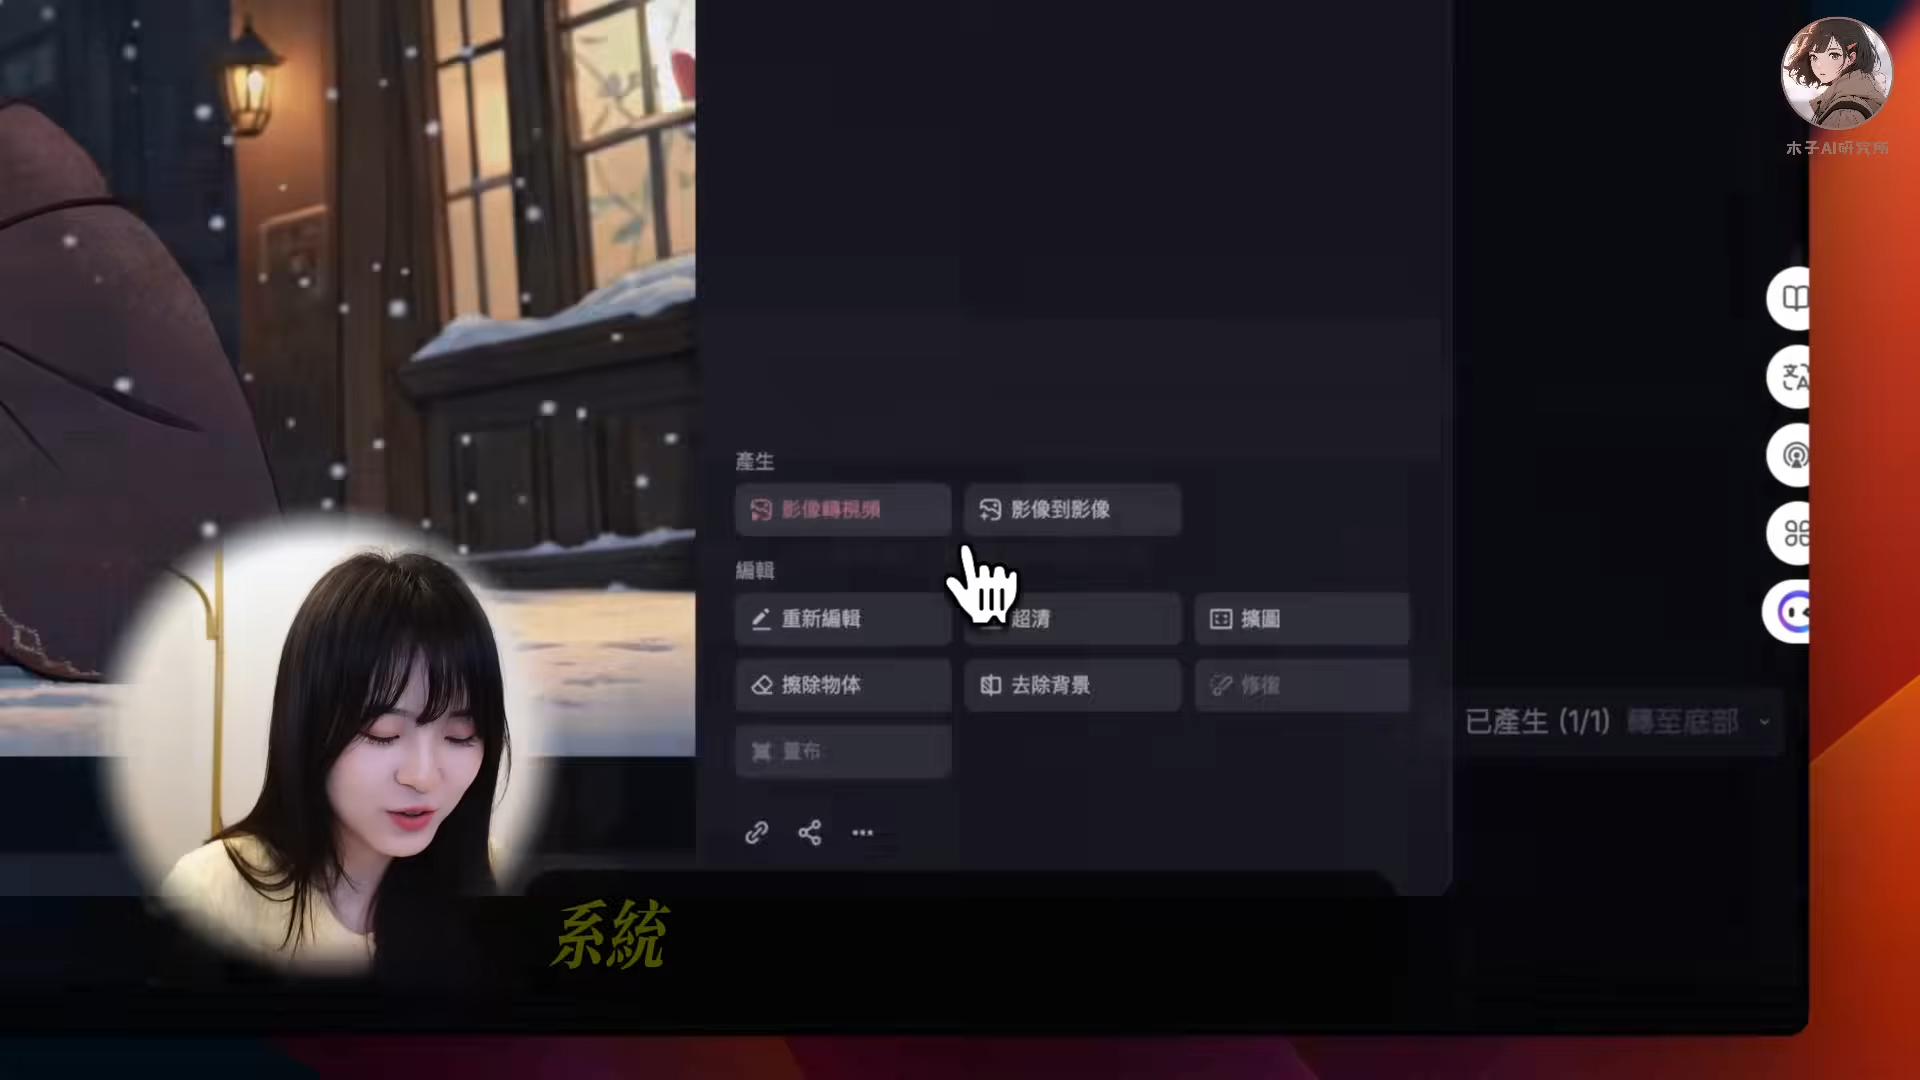 木子AI研究所
產生
影像轉視頻
影像到影像
編輯
重新編輯
超清
擴圖
擦除物体
去除背景
修復
畫布
已產生 (1/1) 轉至底部
系統